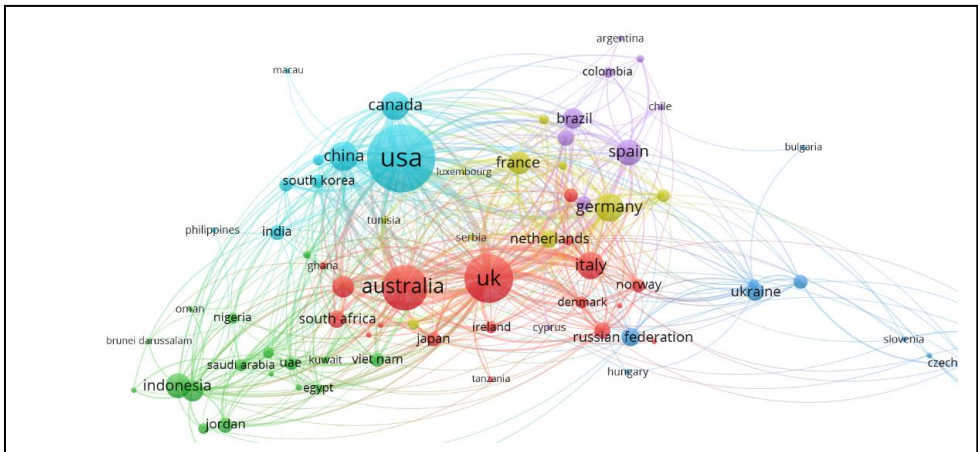 argentina
macau
colombia
canada
chile
brazil
bulgaria
china
usa
france
spain
luxembourg
south korea
germany
tunisia
philippines
india
serbia
netherlands
ghana
italy
australia
uk
norway
ukraine
oman
nigeria
south africa
denmark
ireland
cyprus
japan
russian federation
slovenia
brunei darussalam
saudi arabia
uae
kuwait
viet nam
czech
hungary
tanzania
indonesia
egypt
jordan